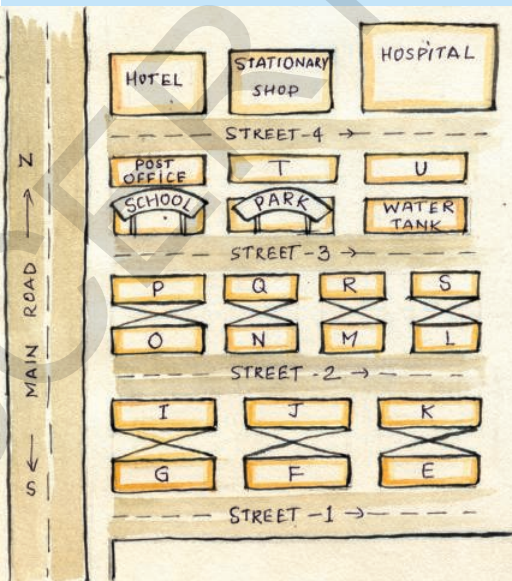 HOTEL
STATIONARY
SHOP
HOSPITAL
STREET-4 →
POST
OFFICE
T
U
SCHOOL
PARK
WATER
TANK
STREET-3 →
P
Q
R
S
O
N
M
L
STREET-2 →
I
J
K
G
F
E
STREET-1 →
N
MAIN ROAD
S